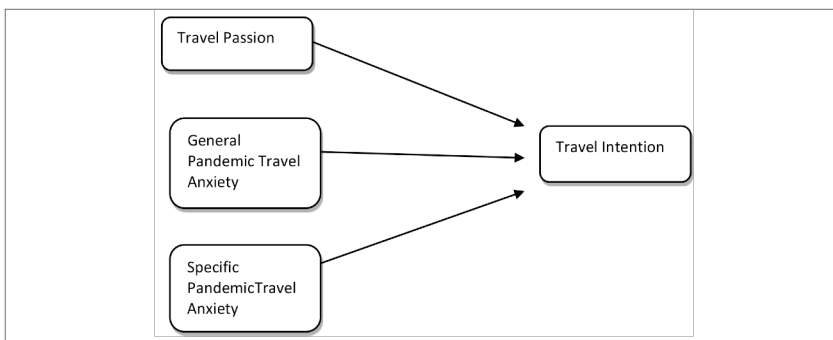 Travel Passion
General
Pandemic Travel
Anxiety
Travel Intention
Specific
PandemicTravel
Anxiety